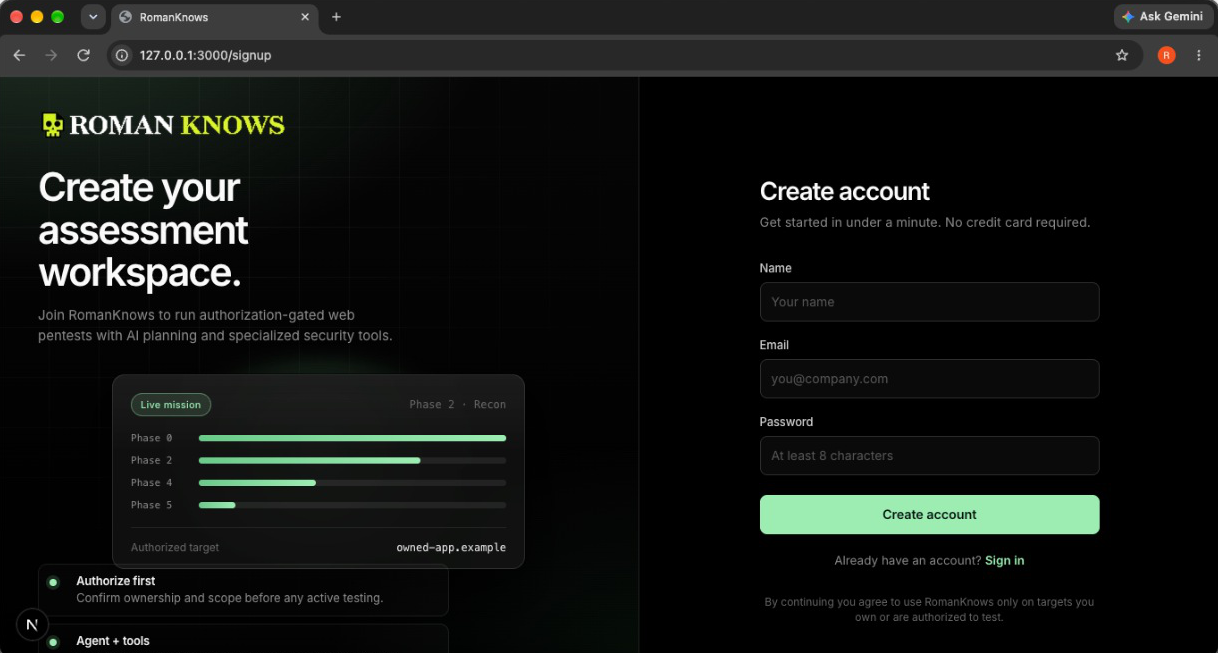 RomanKnows
Ask Gemini
127.0.0.1:3000/signup
R
ROMAN KNOWS
Create your
assessment
workspace.
Join RomanKnows to run authorization-gated web
pentests with AI planning and specialized security tools.
Live mission
Phase 2 · Recon
Phase 0
Phase 2
Phase 4
Phase 5
Authorized target
owned-app.example
Authorize first
Confirm ownership and scope before any active testing.
N
Agent + tools
Create account
Get started in under a minute. No credit card required.
Name
Your name
Email
you@company.com
Password
At least 8 characters
Create account
Already have an account? Sign in
By continuing you agree to use RomanKnows only on targets you
own or are authorized to test.